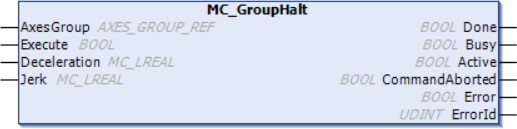 MC_GroupHalt
AxesGroup AXES_GROUP_REF BOOL Done
Execute BOOL BOOL Busy
Deceleration MC_LREAL BOOL Active
Jerk MC_LREAL BOOL CommandAborted
BOOL Error
UDINT ErrorId